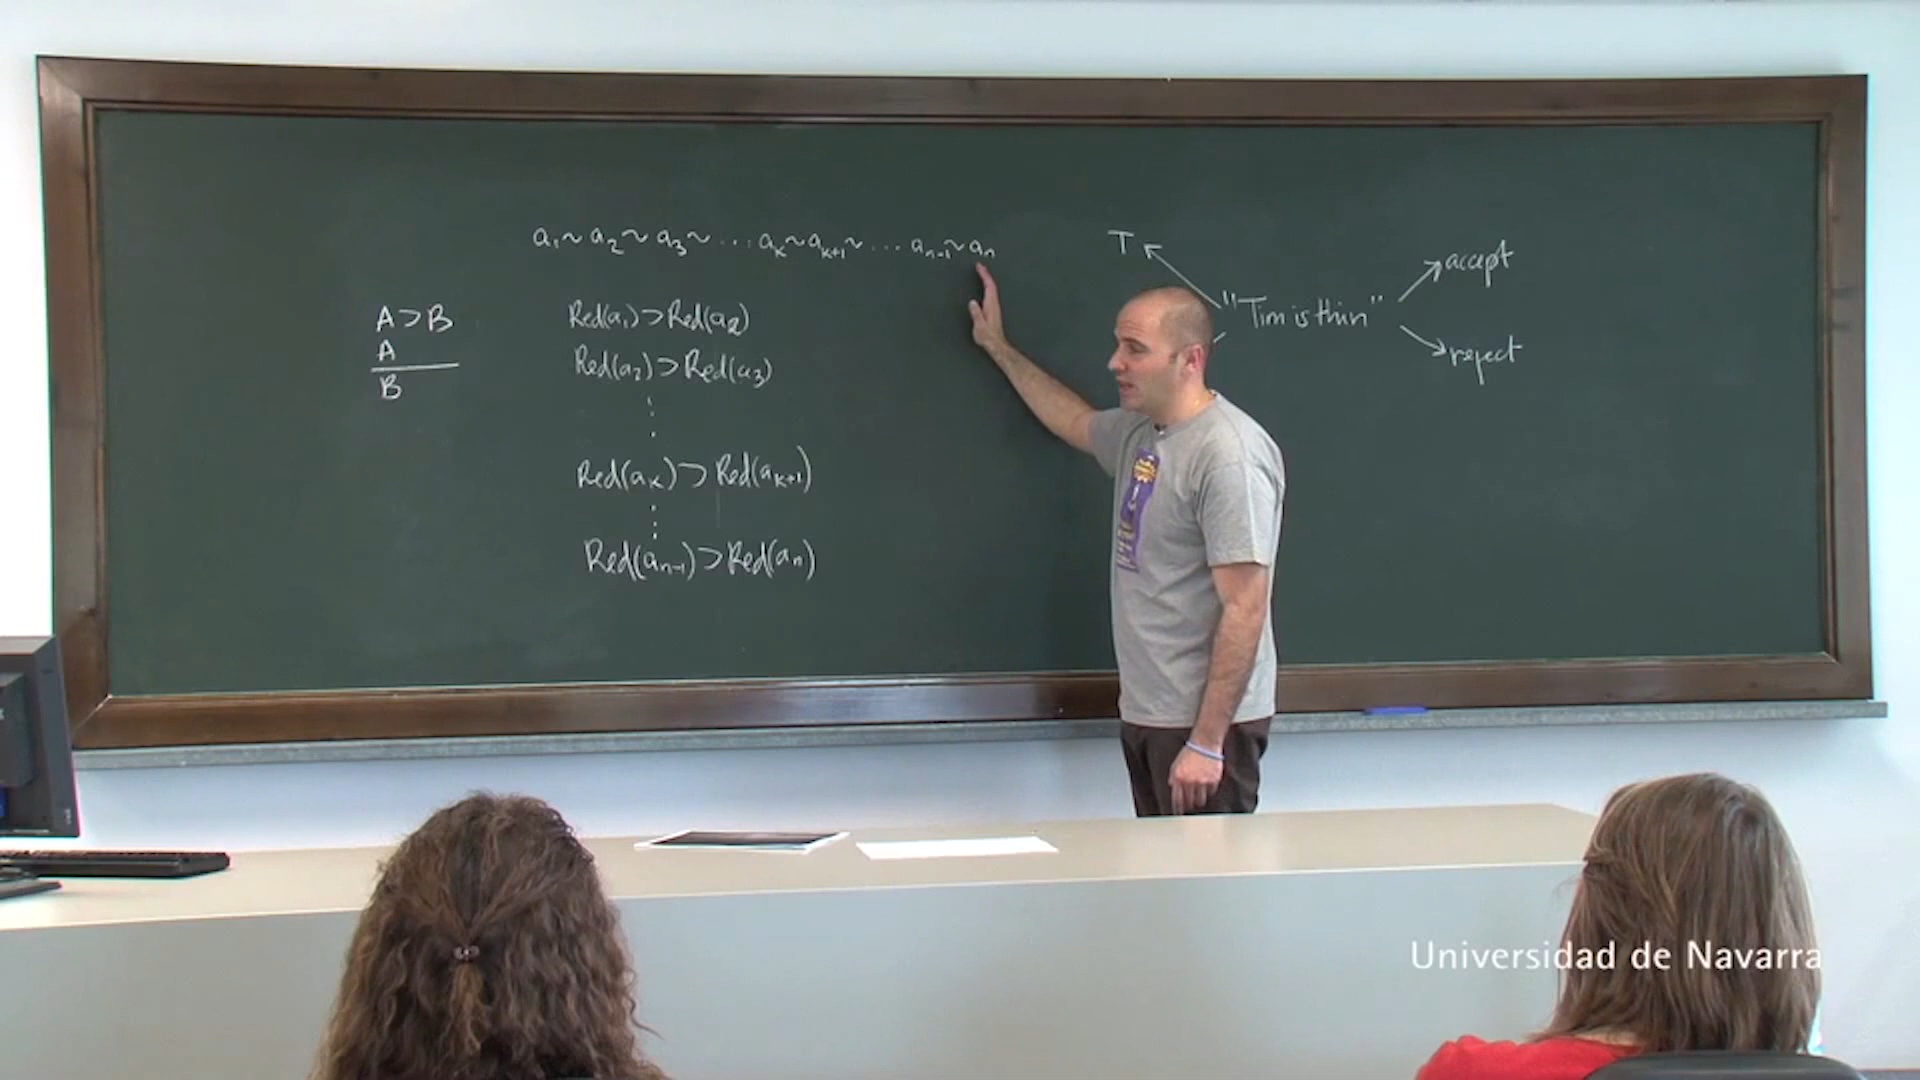 a₁ ~ a₂ ~ a₃ ~ ... aₖ ~ aₖ₊₁ ~ ... aₙ₋₁ ~ aₙ
A ⊃ B
A
B
Red(a₁) ⊃ Red(a₂)
Red(a₂) ⊃ Red(a₃)
⋮
Red(aₖ) ⊃ Red(aₖ₊₁)
⋮
Red(aₙ₋₁) ⊃ Red(aₙ)
T
"Tim is thin"
accept
reject
Universidad de Navarra